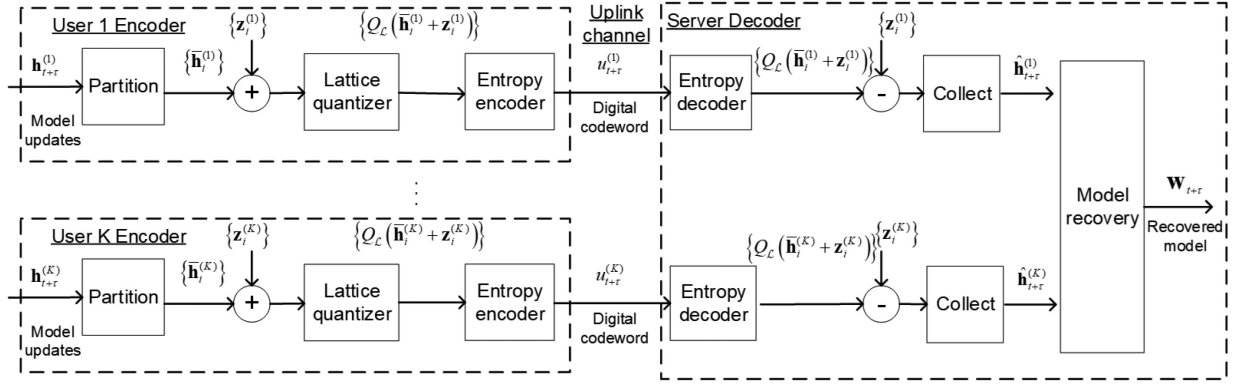 User 1 Encoder
{z_i^{(1)}}
{Q_ℒ(h̄_i^{(1)} + z_i^{(1)})}
Uplink
channel
Server Decoder
{z_i^{(1)}}
h_{t+τ}^{(1)}
Partition
{h̄_i^{(1)}}
+
Lattice
quantizer
Entropy
encoder
u_{t+τ}^{(1)}
Entropy
decoder
{Q_ℒ(h̄_i^{(1)} + z_i^{(1)})}
-
Collect
ĥ_{t+τ}^{(1)}
Model
updates
Digital
codeword
⋮
Model
recovery
W_{t+τ}
Recovered
model
User K Encoder
{z_i^{(K)}}
{Q_ℒ(h̄_i^{(K)} + z_i^{(K)})}
{z_i^{(K)}}
h_{t+τ}^{(K)}
Partition
{h̄_i^{(K)}}
+
Lattice
quantizer
Entropy
encoder
u_{t+τ}^{(K)}
Entropy
decoder
{Q_ℒ(h̄_i^{(K)} + z_i^{(K)})}
-
Collect
ĥ_{t+τ}^{(K)}
Model
updates
Digital
codeword